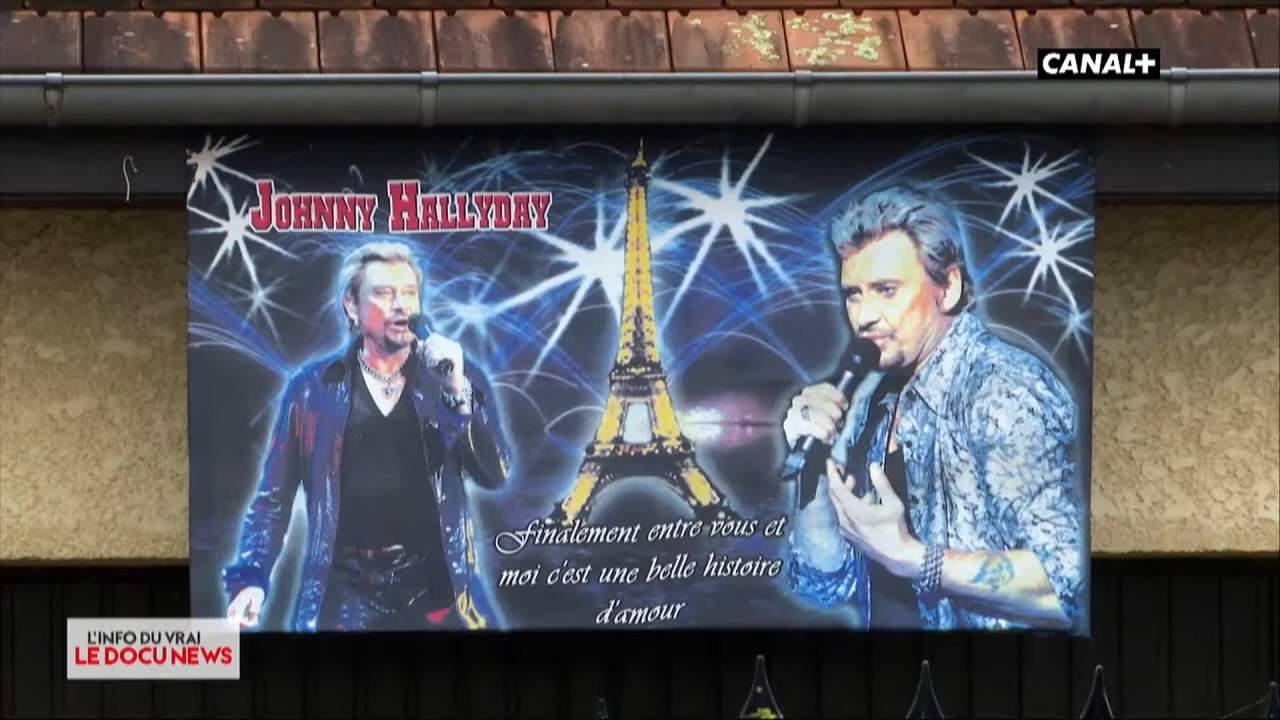 CANAL+
JOHNNY HALLYDAY
Finalement entre vous et
moi c'est une belle histoire
d'amour
L'INFO DU VRAI
LE DOCU NEWS